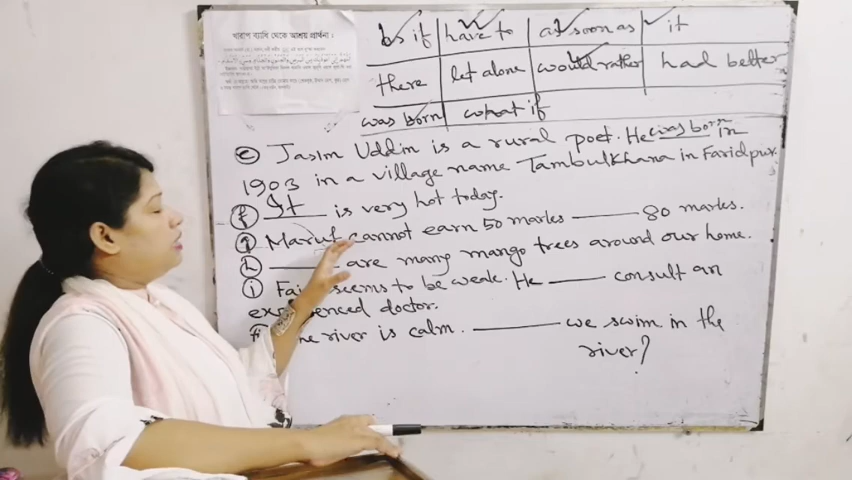 খারাপ ব্যাধি থেকে আশ্রয় প্রার্থনা।
as if have to as soon as it
there let alone would rather had better
was born what if
e Jasim Uddin is a rural poet. He was born in
1903 in a village name Tambulkhana in Faridpur.
f It is very hot today.
g Maruf cannot earn 50 marks ______ 80 marks.
h ______ are many mango trees around our home.
i seems to be weak. He ______ consult an
doctor.
river is calm. ______ we swim in the
river?